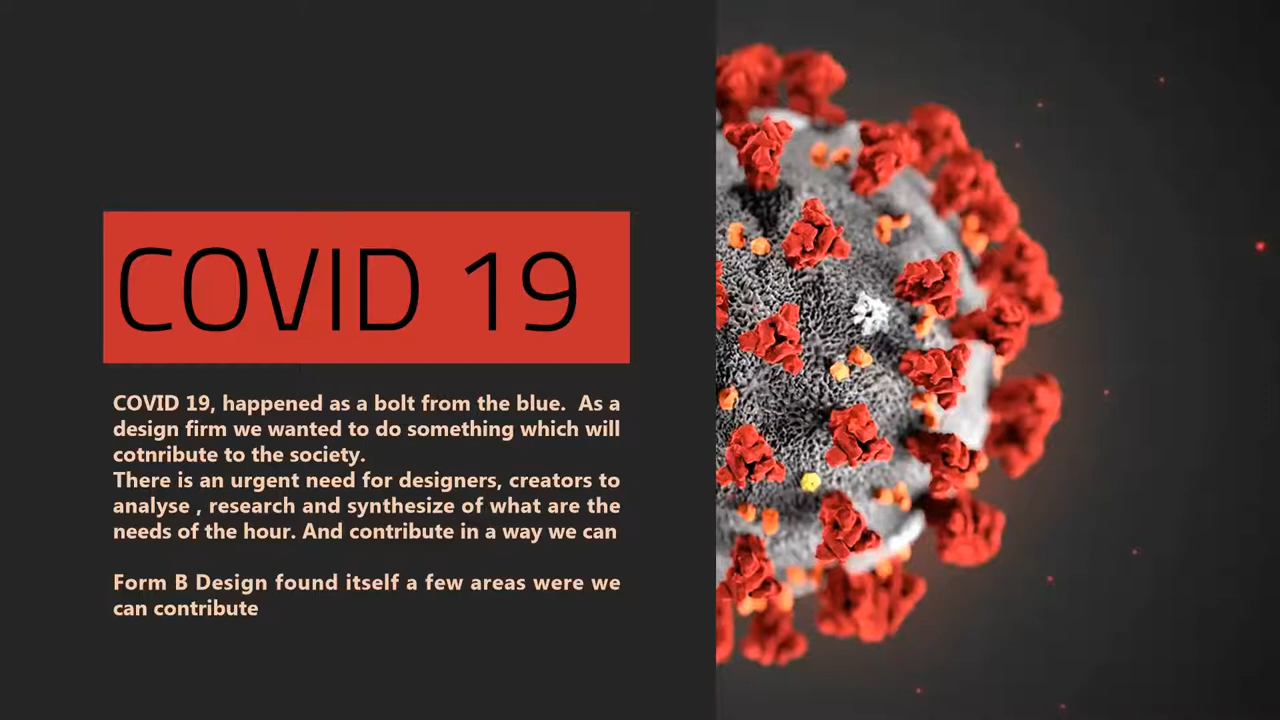 COVID 19
COVID 19, happened as a bolt from the blue.  As a
design firm we wanted to do something which will
cotnribute to the society.
There is an urgent need for designers, creators to
analyse , research and synthesize of what are the
needs of the hour. And contribute in a way we can
Form B Design found itself a few areas were we
can contribute